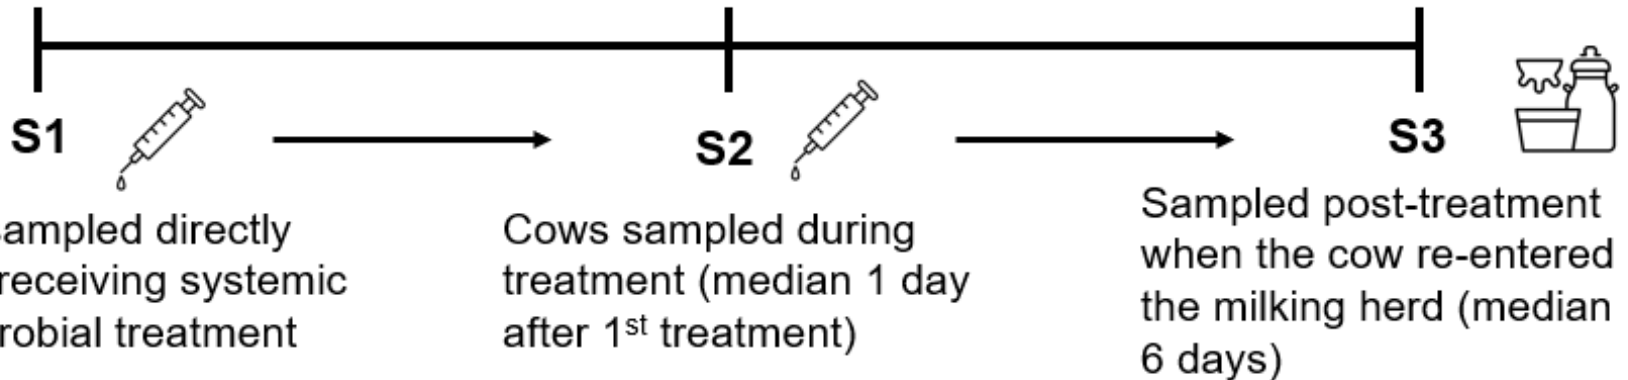 S1
S2
S3
sampled directly
receiving systemic
robial treatment
Cows sampled during
treatment (median 1 day
after 1st treatment)
Sampled post-treatment
when the cow re-entered
the milking herd (median
6 days)